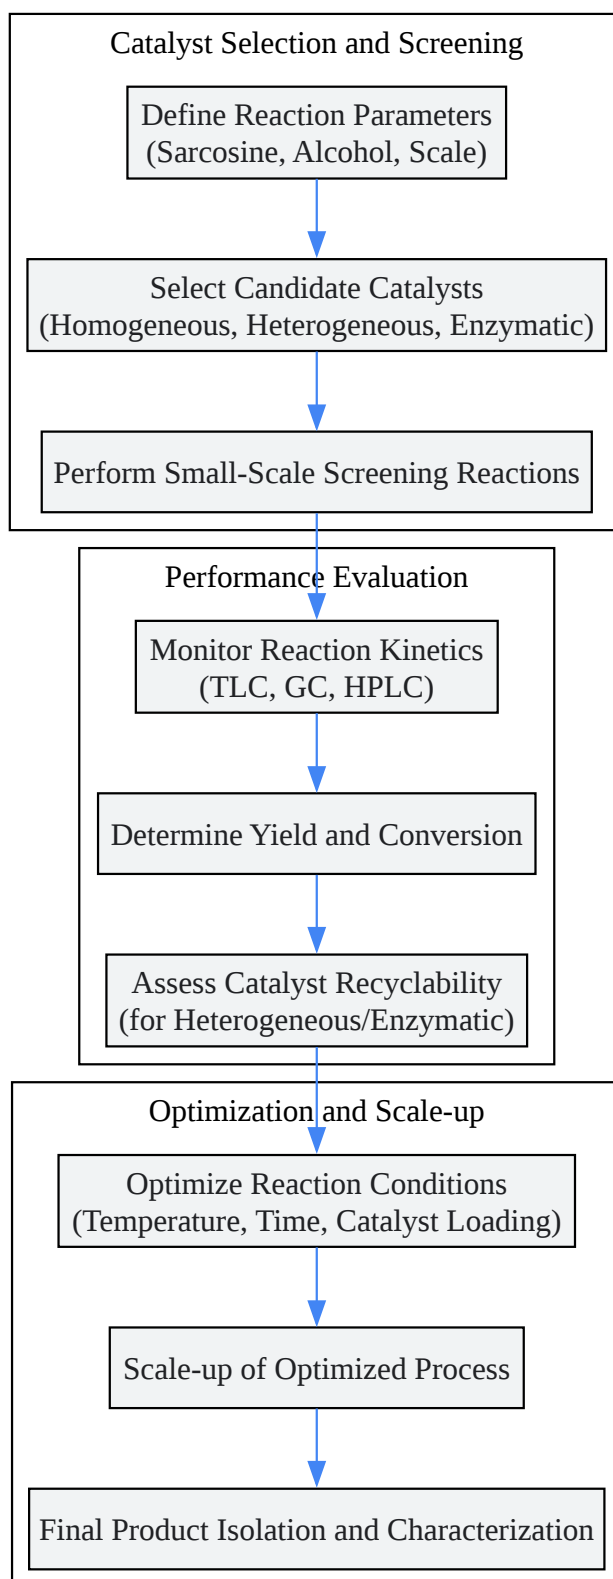 Catalyst Selection and Screening
Define Reaction Parameters
(Sarcosine, Alcohol, Scale)
Select Candidate Catalysts
(Homogeneous, Heterogeneous, Enzymatic)
Perform Small-Scale Screening Reactions
Performance Evaluation
Monitor Reaction Kinetics
(TLC, GC, HPLC)
Determine Yield and Conversion
Assess Catalyst Recyclability
(for Heterogeneous/Enzymatic)
Optimization and Scale-up
Optimize Reaction Conditions
(Temperature, Time, Catalyst Loading)
Scale-up of Optimized Process
Final Product Isolation and Characterization